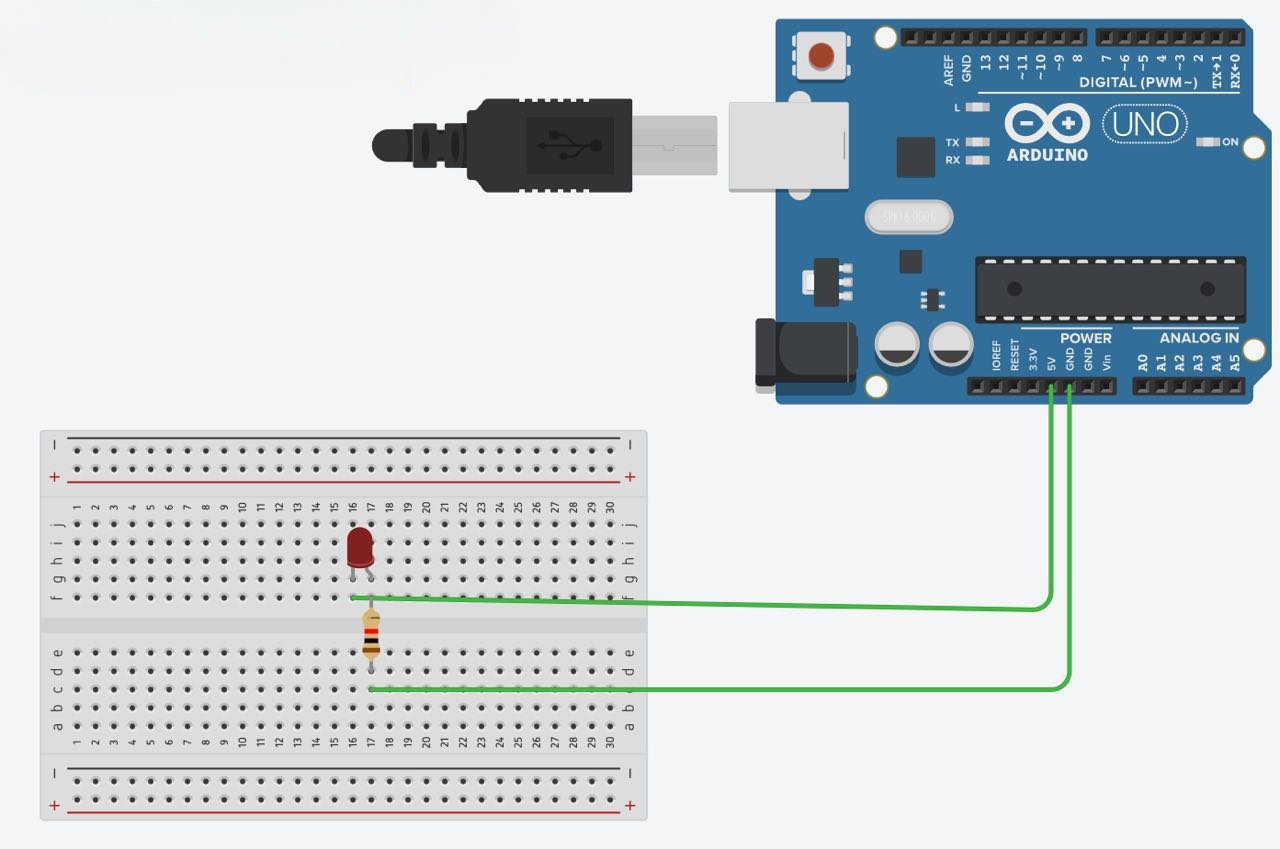 AREF GND 13 12 ~11 ~10 ~9 8 7 ~6 ~5 4 ~3 2 TX→1 RX←0
DIGITAL (PWM~)
L
TX
RX
UNO
ON
ARDUINO
SPK16.000G
POWER ANALOG IN
IOREF RESET 3.3V 5V GND GND Vin A0 A1 A2 A3 A4 A5
− −
+ +
1 2 3 4 5 6 7 8 9 10 11 12 13 14 15 16 17 18 19 20 21 22 23 24 25 26 27 28 29 30
j j
i i
h h
g g
f f
e e
d d
c c
b b
a a
1 2 3 4 5 6 7 8 9 10 11 12 13 14 15 16 17 18 19 20 21 22 23 24 25 26 27 28 29 30
− −
+ +